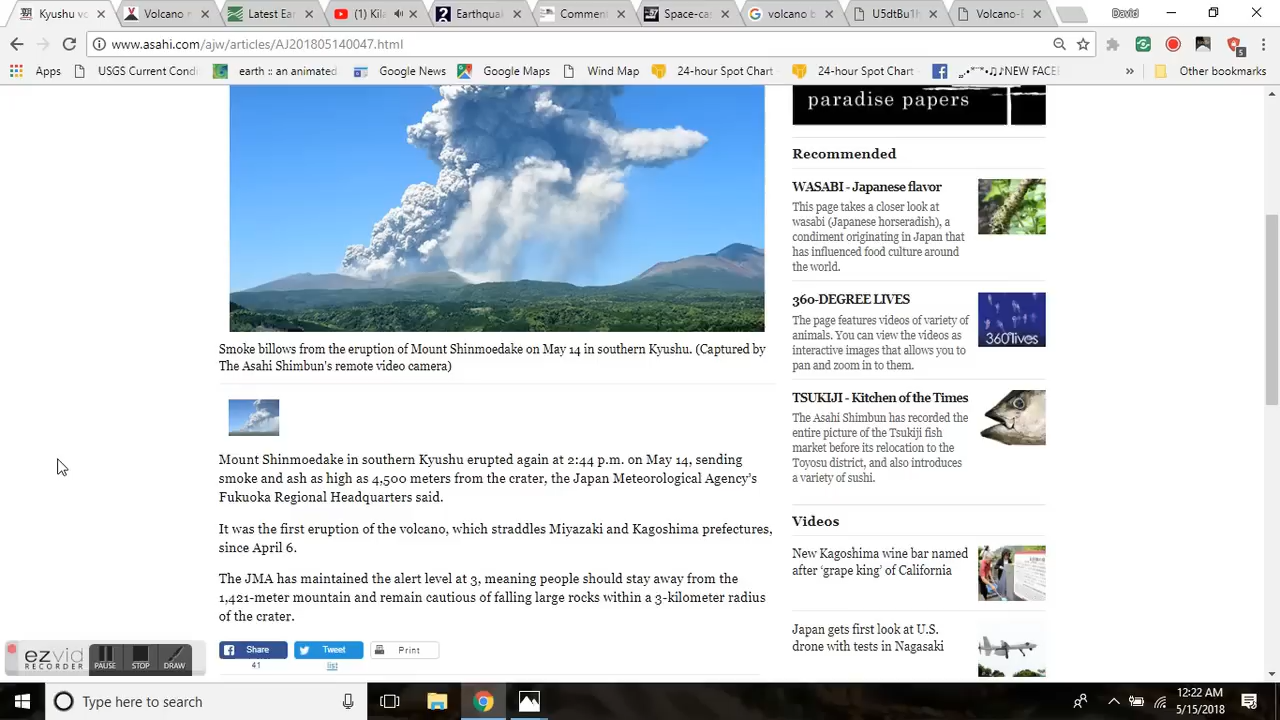 Kyushu vo
Volcano n
Latest Ear
(1) Kil
Earthquak
Comment
Space-cas
volcano b
J5dtBu1
Volcano-E
David
www.asahi.com/ajw/articles/AJ201805140047.html
5
Apps
USGS Current Cond
earth :: an animated
Google News
Google Maps
Wind Map
24-hour Spot Chart
24-hour Spot Chart
NEW FACE
»
Other bookmarks
paradise papers
Smoke billows from the eruption of Mount Shinmoedake on May 14 in southern Kyushu. (Captured by
The Asahi Shimbun's remote video camera)
Mount Shinmoedake in southern Kyushu erupted again at 2:44 p.m. on May 14, sending
smoke and ash as high as 4,500 meters from the crater, the Japan Meteorological Agency's
Fukuoka Regional Headquarters said.
It was the first eruption of the volcano, which straddles Miyazaki and Kagoshima prefectures,
since April 6.
The JMA has maintained the alert level at 3, meaning people should stay away from the
1,421-meter mountain and remain cautious of falling large rocks within a 3-kilometer radius
of the crater.
Share
Tweet
Print
41
list
Recommended
WASABI - Japanese flavor
This page takes a closer look at
wasabi (Japanese horseradish), a
condiment originating in Japan that
has influenced food culture around
the world.
360-DEGREE LIVES
The page features videos of variety of
animals. You can view the videos as
interactive images that allows you to
pan and zoom in to them.
360°lives
TSUKIJI - Kitchen of the Times
The Asahi Shimbun has recorded the
entire picture of the Tsukiji fish
market before its relocation to the
Toyosu district, and also introduces
a variety of sushi.
Videos
New Kagoshima wine bar named
after 'grape king' of California
Japan gets first look at U.S.
drone with tests in Nagasaki
ezvid
RECORDER
PAUSE
STOP
DRAW
Type here to search
12:22 AM
5/15/2018